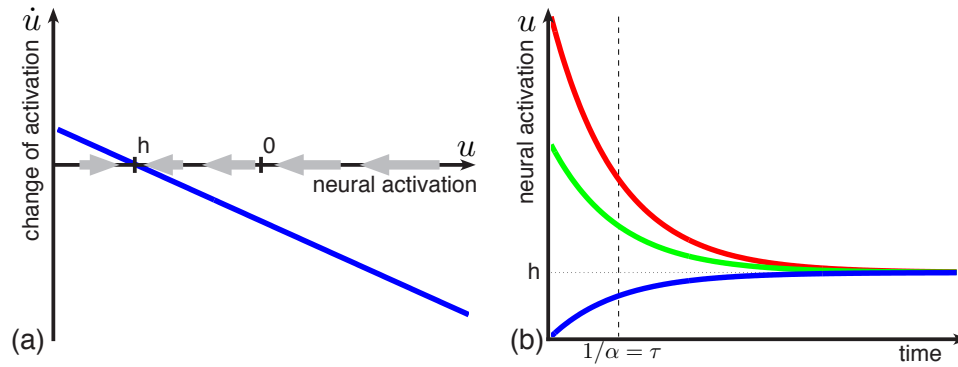 u̇
change of activation
h
0
u
neural activation
(a)
u
neural activation
h
1/α = τ
time
(b)